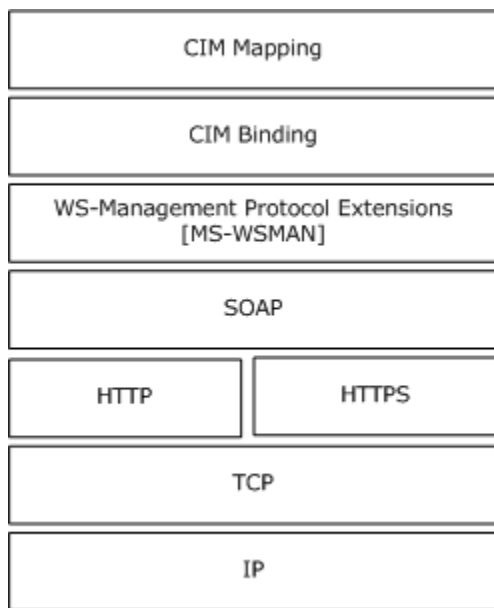 CIM Mapping
CIM Binding
WS-Management Protocol Extensions
[MS-WSMAN]
SOAP
HTTP
HTTPS
TCP
IP